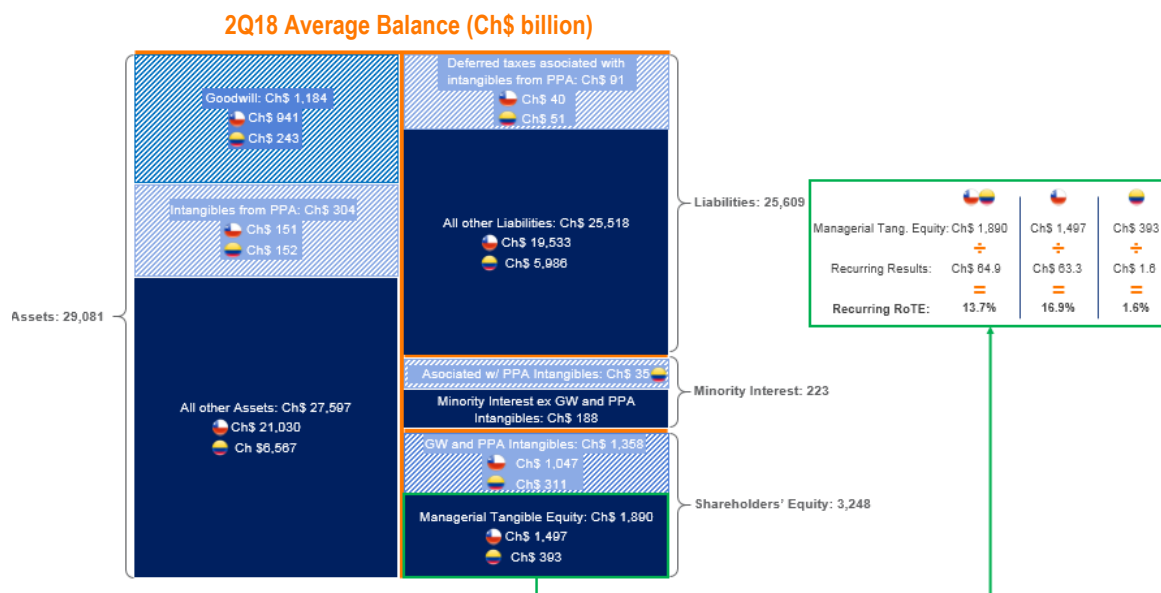 2Q18 Average Balance (Ch$ billion)
Assets: 29,081
Goodwill: Ch$ 1,184
Ch$ 941
Ch$ 243
Intangibles from PPA: Ch$ 304
Ch$ 151
Ch$ 152
All other Assets: Ch$ 27,597
Ch$ 21,030
Ch $6,567
Deferred taxes asociated with
intangibles from PPA: Ch$ 91
Ch$ 40
Ch$ 51
All other Liabilities: Ch$ 25,518
Ch$ 19,533
Ch$ 5,986
Asociated w/ PPA Intangibles: Ch$ 35
Minority Interest ex GW and PPA
Intangibles: Ch$ 188
GW and PPA Intangibles: Ch$ 1,358
Ch$ 1,047
Ch$ 311
Managerial Tangible Equity: Ch$ 1,890
Ch$ 1,497
Ch$ 393
Liabilities: 25,609
Minority Interest: 223
Shareholders' Equity: 3,248
Managerial Tang. Equity: Ch$ 1,890 Ch$ 1,497 Ch$ 393
÷ ÷ ÷
Recurring Results: Ch$ 64.9 Ch$ 63.3 Ch$ 1.6
= = =
Recurring RoTE: 13.7% 16.9% 1.6%